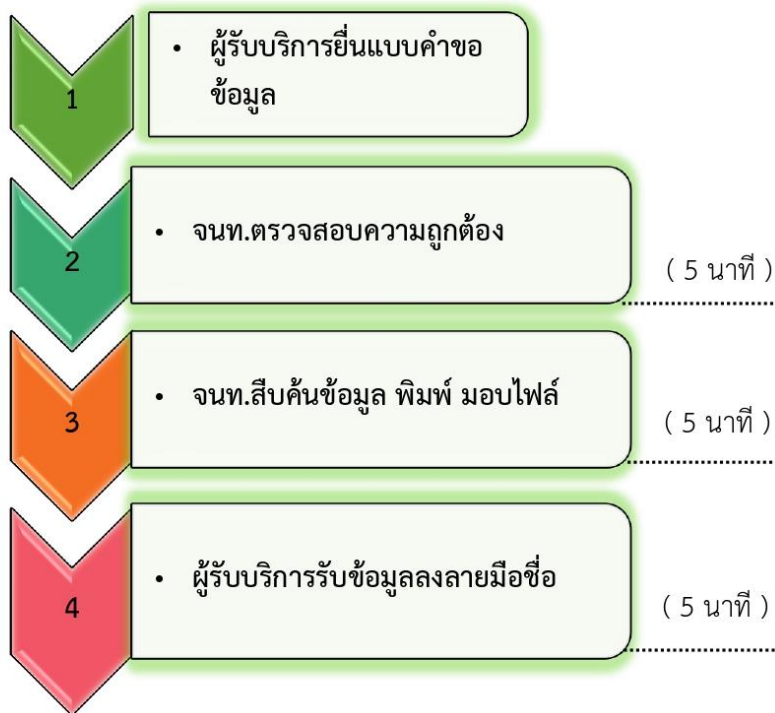 1
• ผู้รับบริการยื่นแบบคำขอ
ข้อมูล
2
• จนท.ตรวจสอบความถูกต้อง
( 5 นาที )
3
• จนท.สืบค้นข้อมูล พิมพ์ มอบไฟล์
( 5 นาที )
4
• ผู้รับบริการรับข้อมูลลงลายมือชื่อ
( 5 นาที )